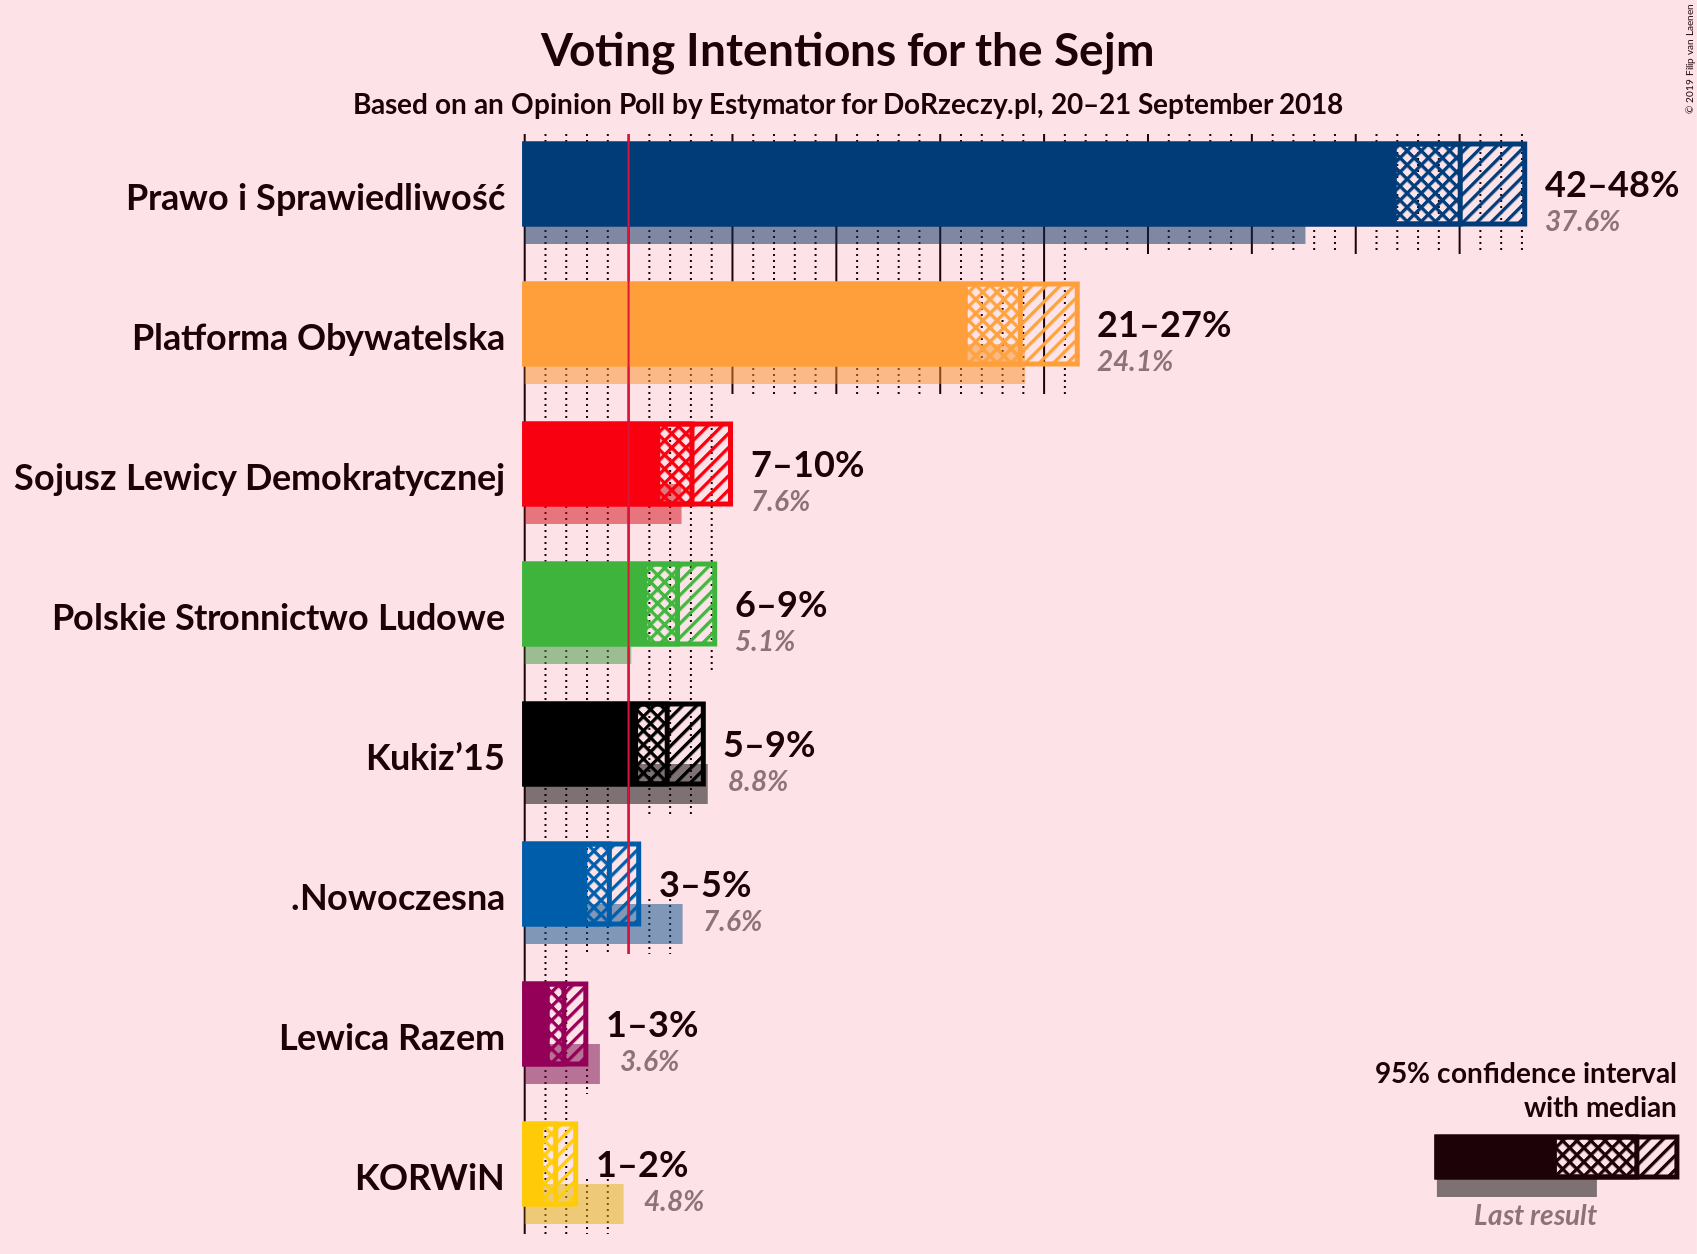 Voting Intentions for the Sejm
Based on an Opinion Poll by Estymator for DoRzeczy.pl, 20–21 September 2018
© 2019 Filip van Laenen
Prawo i Sprawiedliwość
42–48%
37.6%
Platforma Obywatelska
21–27%
24.1%
Sojusz Lewicy Demokratycznej
7–10%
7.6%
Polskie Stronnictwo Ludowe
6–9%
5.1%
Kukiz’15
5–9%
8.8%
.Nowoczesna
3–5%
7.6%
Lewica Razem
1–3%
3.6%
KORWiN
1–2%
4.8%
95% confidence interval
with median
Last result